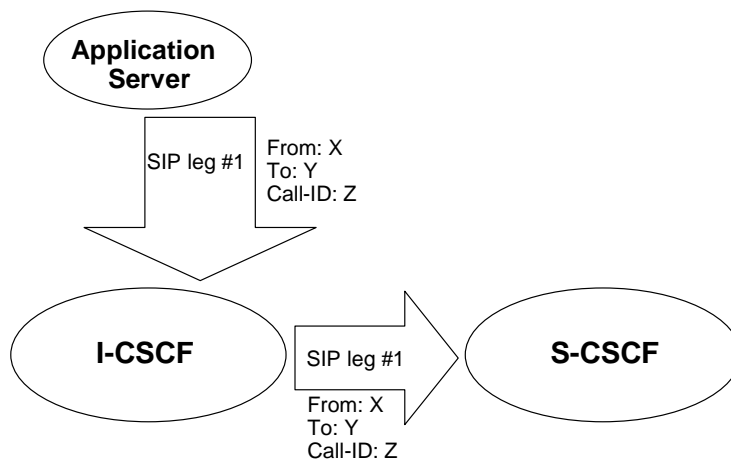 Application
Server
SIP leg #1
From: X
To: Y
Call-ID: Z
I-CSCF
SIP leg #1
From: X
To: Y
Call-ID: Z
S-CSCF